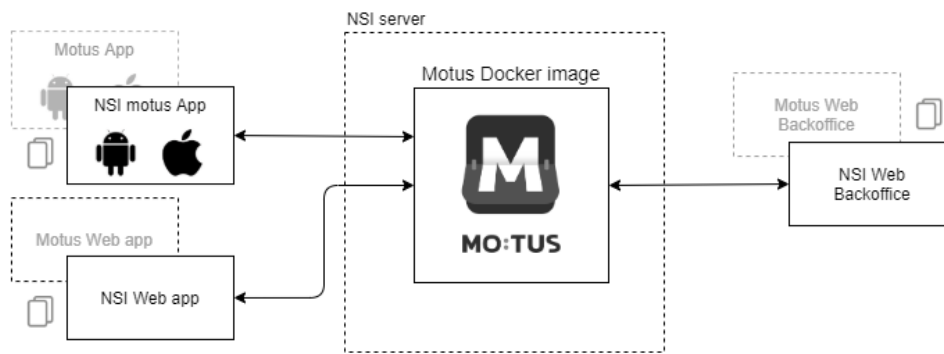 NSI server
Motus App
NSI motus App
Motus Docker image
M
MO:TUS
Motus Web
Backoffice
NSI Web
Backoffice
Motus Web app
NSI Web app